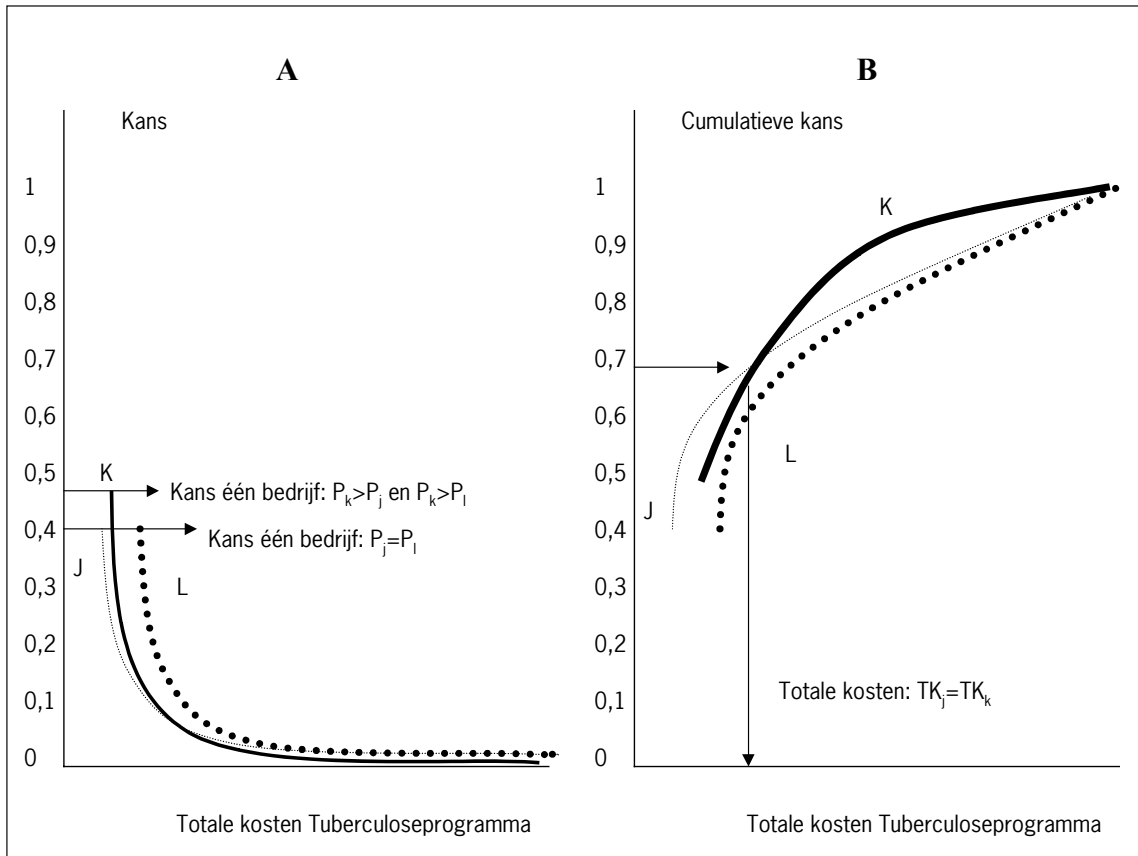 A
Kans
1
0,9
0,8
0,7
0,6
0,5
0,4
0,3
0,2
0,1
0
K
J
L
Kans één bedrijf: Pk>Pj en Pk>Pl
Kans één bedrijf: Pj=Pl
Totale kosten Tuberculoseprogramma
B
Cumulatieve kans
1
0,9
0,8
0,7
0,6
0,5
0,4
0,3
0,2
0,1
0
K
J
L
Totale kosten: TKj=TKk
Totale kosten Tuberculoseprogramma